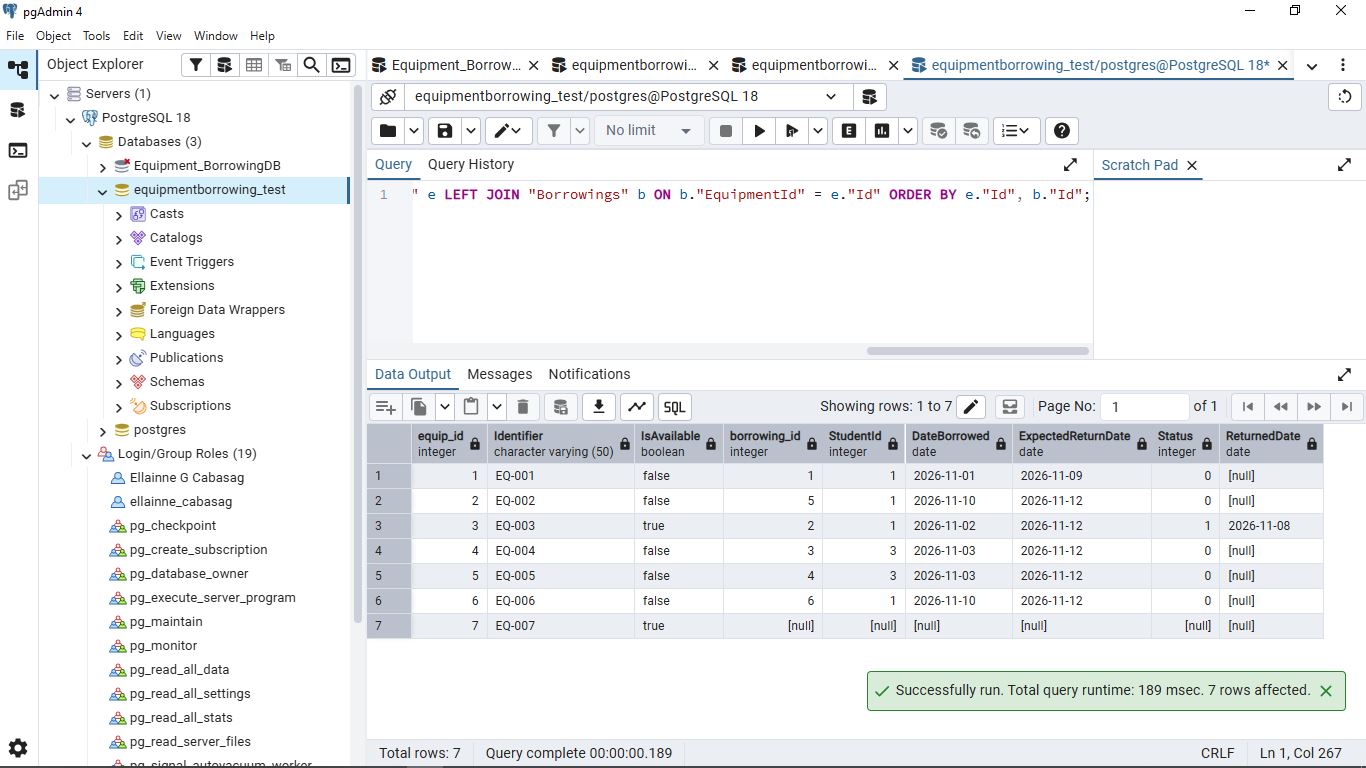 pgAdmin 4
File Object Tools Edit View Window Help
Object Explorer
Equipment_Borrow...
equipmentborrowi...
equipmentborrowi...
equipmentborrowing_test/postgres@PostgreSQL 18*
Servers (1)
PostgreSQL 18
Databases (3)
Equipment_BorrowingDB
equipmentborrowing_test
Casts
Catalogs
Event Triggers
Extensions
Foreign Data Wrappers
Languages
Publications
Schemas
Subscriptions
postgres
Login/Group Roles (19)
Ellainne G Cabasag
ellainne_cabasag
pg_checkpoint
pg_create_subscription
pg_database_owner
pg_execute_server_program
pg_maintain
pg_monitor
pg_read_all_data
pg_read_all_settings
pg_read_all_stats
pg_read_server_files
pg_signal_autovacuum_worker
equipmentborrowing_test/postgres@PostgreSQL 18
No limit
E
Query Query History
Scratch Pad
1 " e LEFT JOIN "Borrowings" b ON b."EquipmentId" = e."Id" ORDER BY e."Id", b."Id";
Data Output Messages Notifications
SQL
Showing rows: 1 to 7
Page No: 1 of 1
equip_id Identifier IsAvailable borrowing_id StudentId DateBorrowed ExpectedReturnDate Status ReturnedDate
integer character varying (50) boolean integer integer date date integer date
1 1 EQ-001 false 1 1 2026-11-01 2026-11-09 0 [null]
2 2 EQ-002 false 5 1 2026-11-10 2026-11-12 0 [null]
3 3 EQ-003 true 2 1 2026-11-02 2026-11-12 1 2026-11-08
4 4 EQ-004 false 3 3 2026-11-03 2026-11-12 0 [null]
5 5 EQ-005 false 4 3 2026-11-03 2026-11-12 0 [null]
6 6 EQ-006 false 6 1 2026-11-10 2026-11-12 0 [null]
7 7 EQ-007 true [null] [null] [null] [null] [null] [null]
Successfully run. Total query runtime: 189 msec. 7 rows affected.
Total rows: 7
Query complete 00:00:00.189
CRLF
Ln 1, Col 267